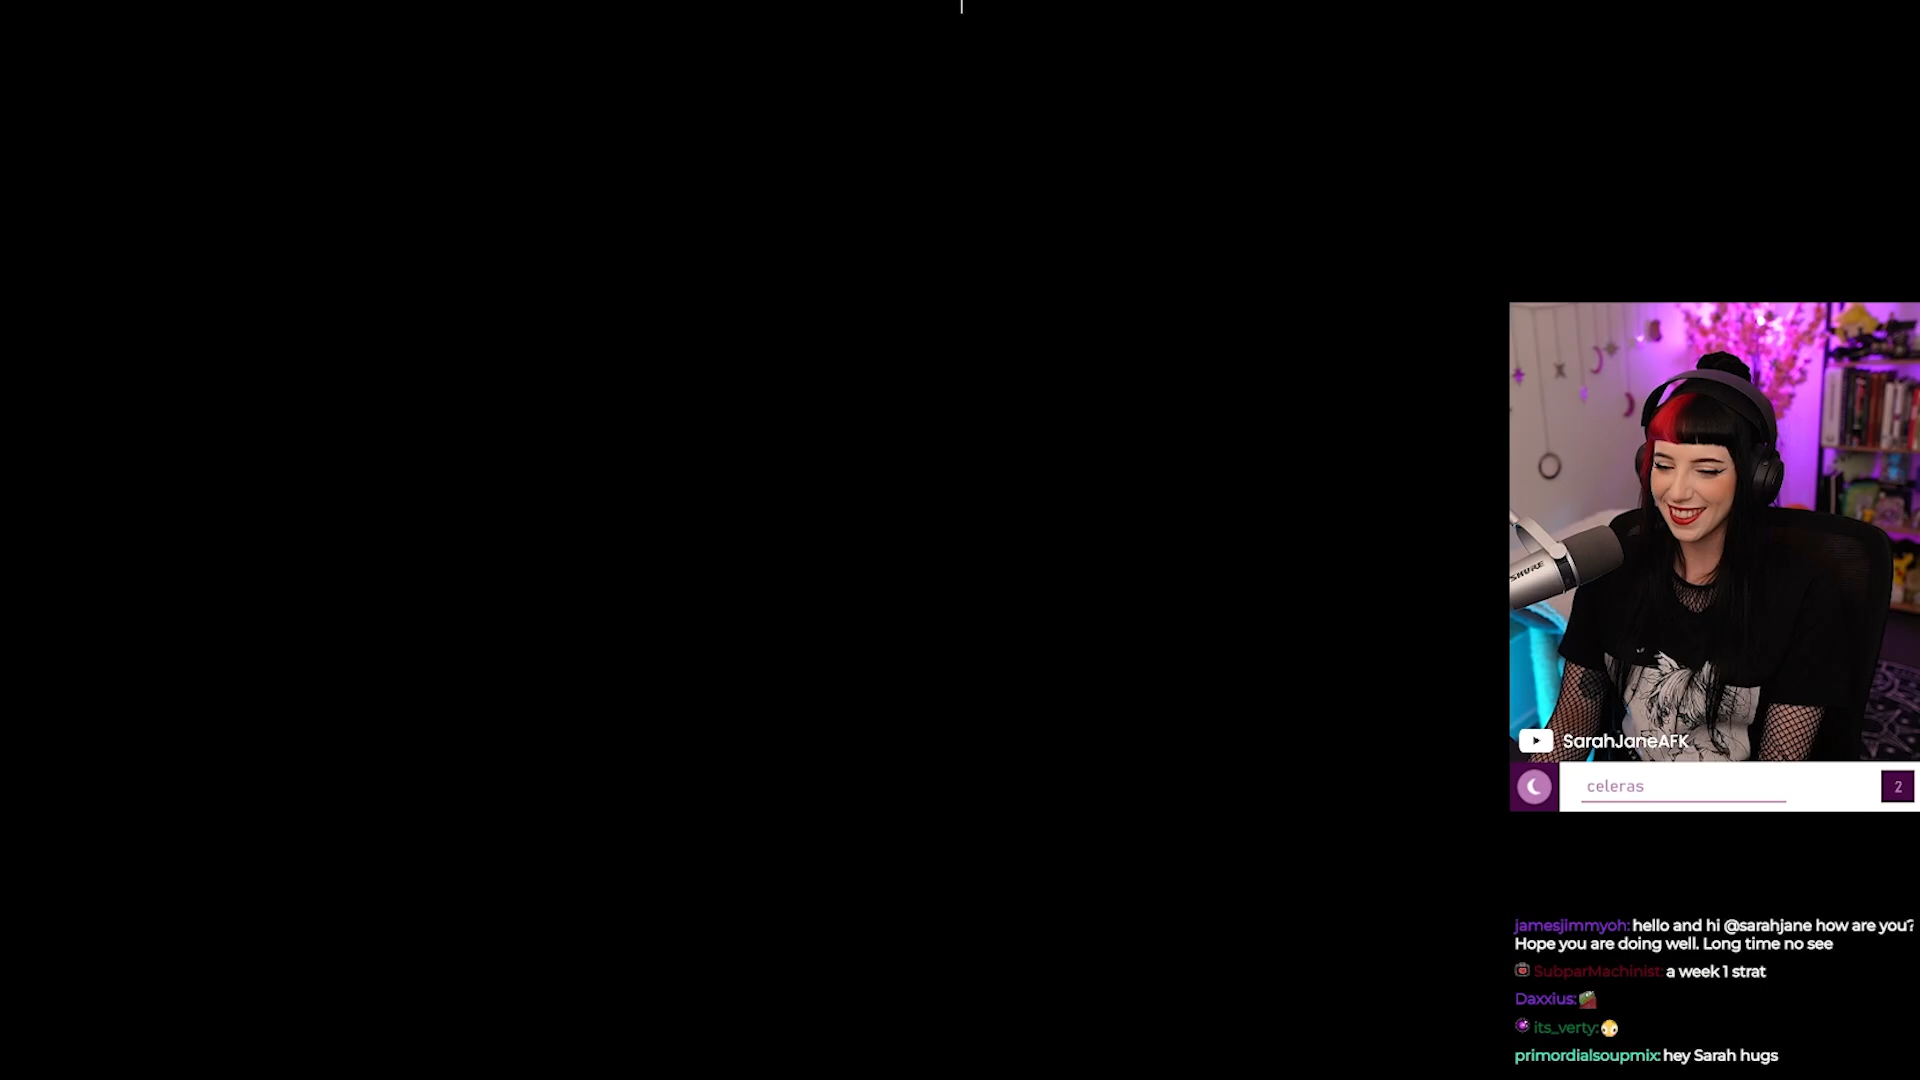 SHURE
SarahJaneAFK
celeras
2
jamesjimmyoh: hello and hi @sarahjane how are you?
Hope you are doing well. Long time no see
SubparMachinist: a week 1 strat
Daxxius:
its_verty:
primordialsoupmix: hey Sarah hugs